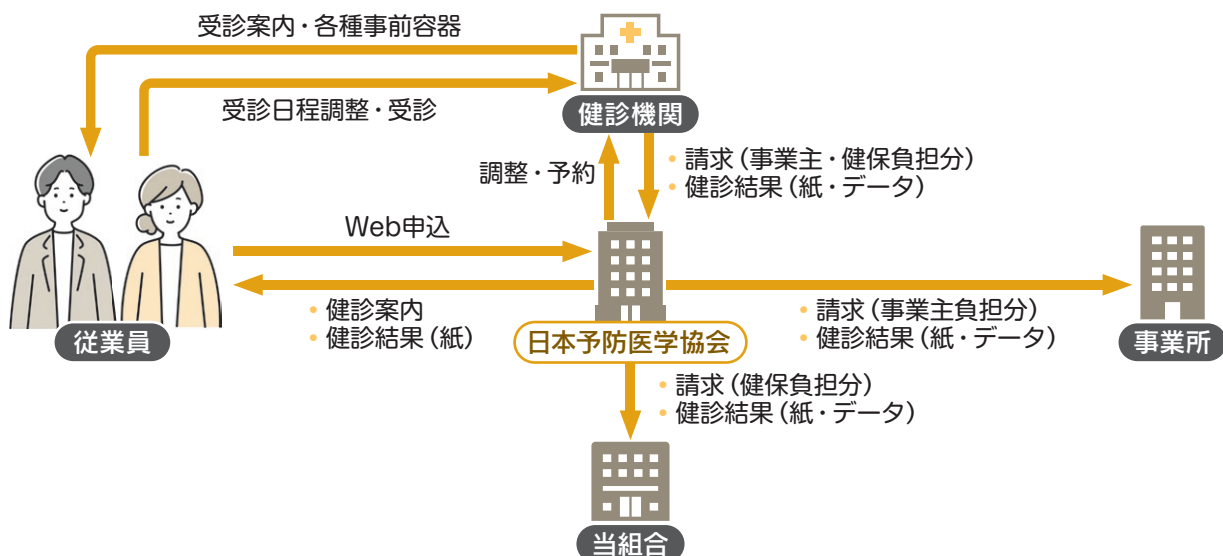 受診案内・各種事前容器
受診日程調整・受診
健診機関
調整・予約
・請求(事業主・健保負担分)
・健診結果(紙・データ)
Web申込
・健診案内
・健診結果(紙)
従業員
日本予防医学協会
・請求(事業主負担分)
・健診結果(紙・データ)
事業所
・請求(健保負担分)
・健診結果(紙・データ)
当組合